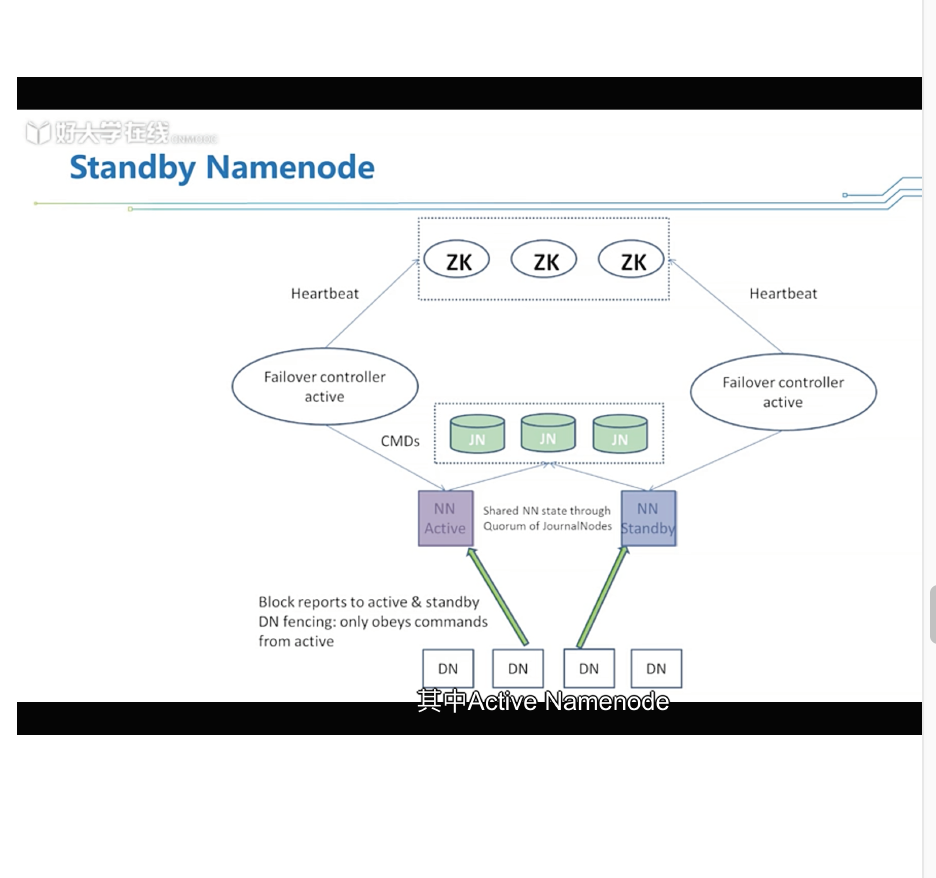 好大学在线
Standby Namenode
ZK
ZK
ZK
Heartbeat
Heartbeat
Failover controller
active
Failover controller
active
CMDs
JN
JN
JN
NN
Active
Shared NN state through
Quorum of JournalNodes
NN
Standby
Block reports to active & standby
DN fencing: only obeys commands
from active
DN
DN
DN
DN
其中Active Namenode